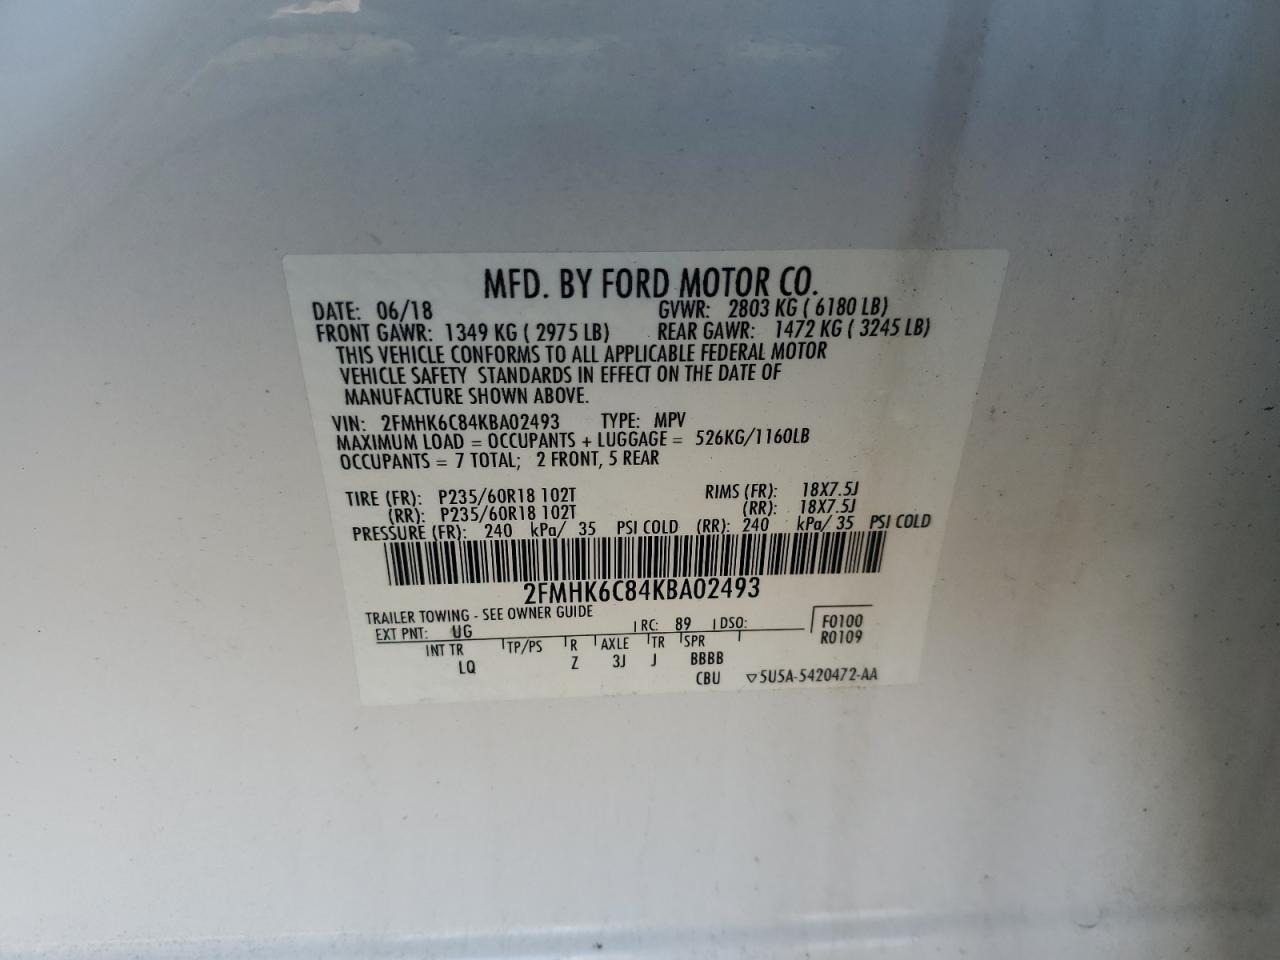 MFD. BY FORD MOTOR CO.
DATE: 06/18 GVWR: 2803 KG ( 6180 LB)
FRONT GAWR: 1349 KG ( 2975 LB) REAR GAWR: 1472 KG ( 3245 LB)
THIS VEHICLE CONFORMS TO ALL APPLICABLE FEDERAL MOTOR
VEHICLE SAFETY STANDARDS IN EFFECT ON THE DATE OF
MANUFACTURE SHOWN ABOVE.
VIN: 2FMHK6C84KBA02493 TYPE: MPV
MAXIMUM LOAD = OCCUPANTS + LUGGAGE = 526KG/1160LB
OCCUPANTS = 7 TOTAL; 2 FRONT, 5 REAR
TIRE (FR): P235/60R18 102T RIMS (FR): 18X7.5J
(RR): P235/60R18 102T (RR): 18X7.5J
PRESSURE (FR): 240 kPa/ 35 PSI COLD (RR): 240 kPa/ 35 PSI COLD
2FMHK6C84KBA02493
TRAILER TOWING - SEE OWNER GUIDE
EXT PNT: UG RC: 89 DSO: F0100
R0109
INT TR TP/PS R AXLE TR SPR
LQ Z 3J J BBBB
CBU ▽5U5A-5420472-AA